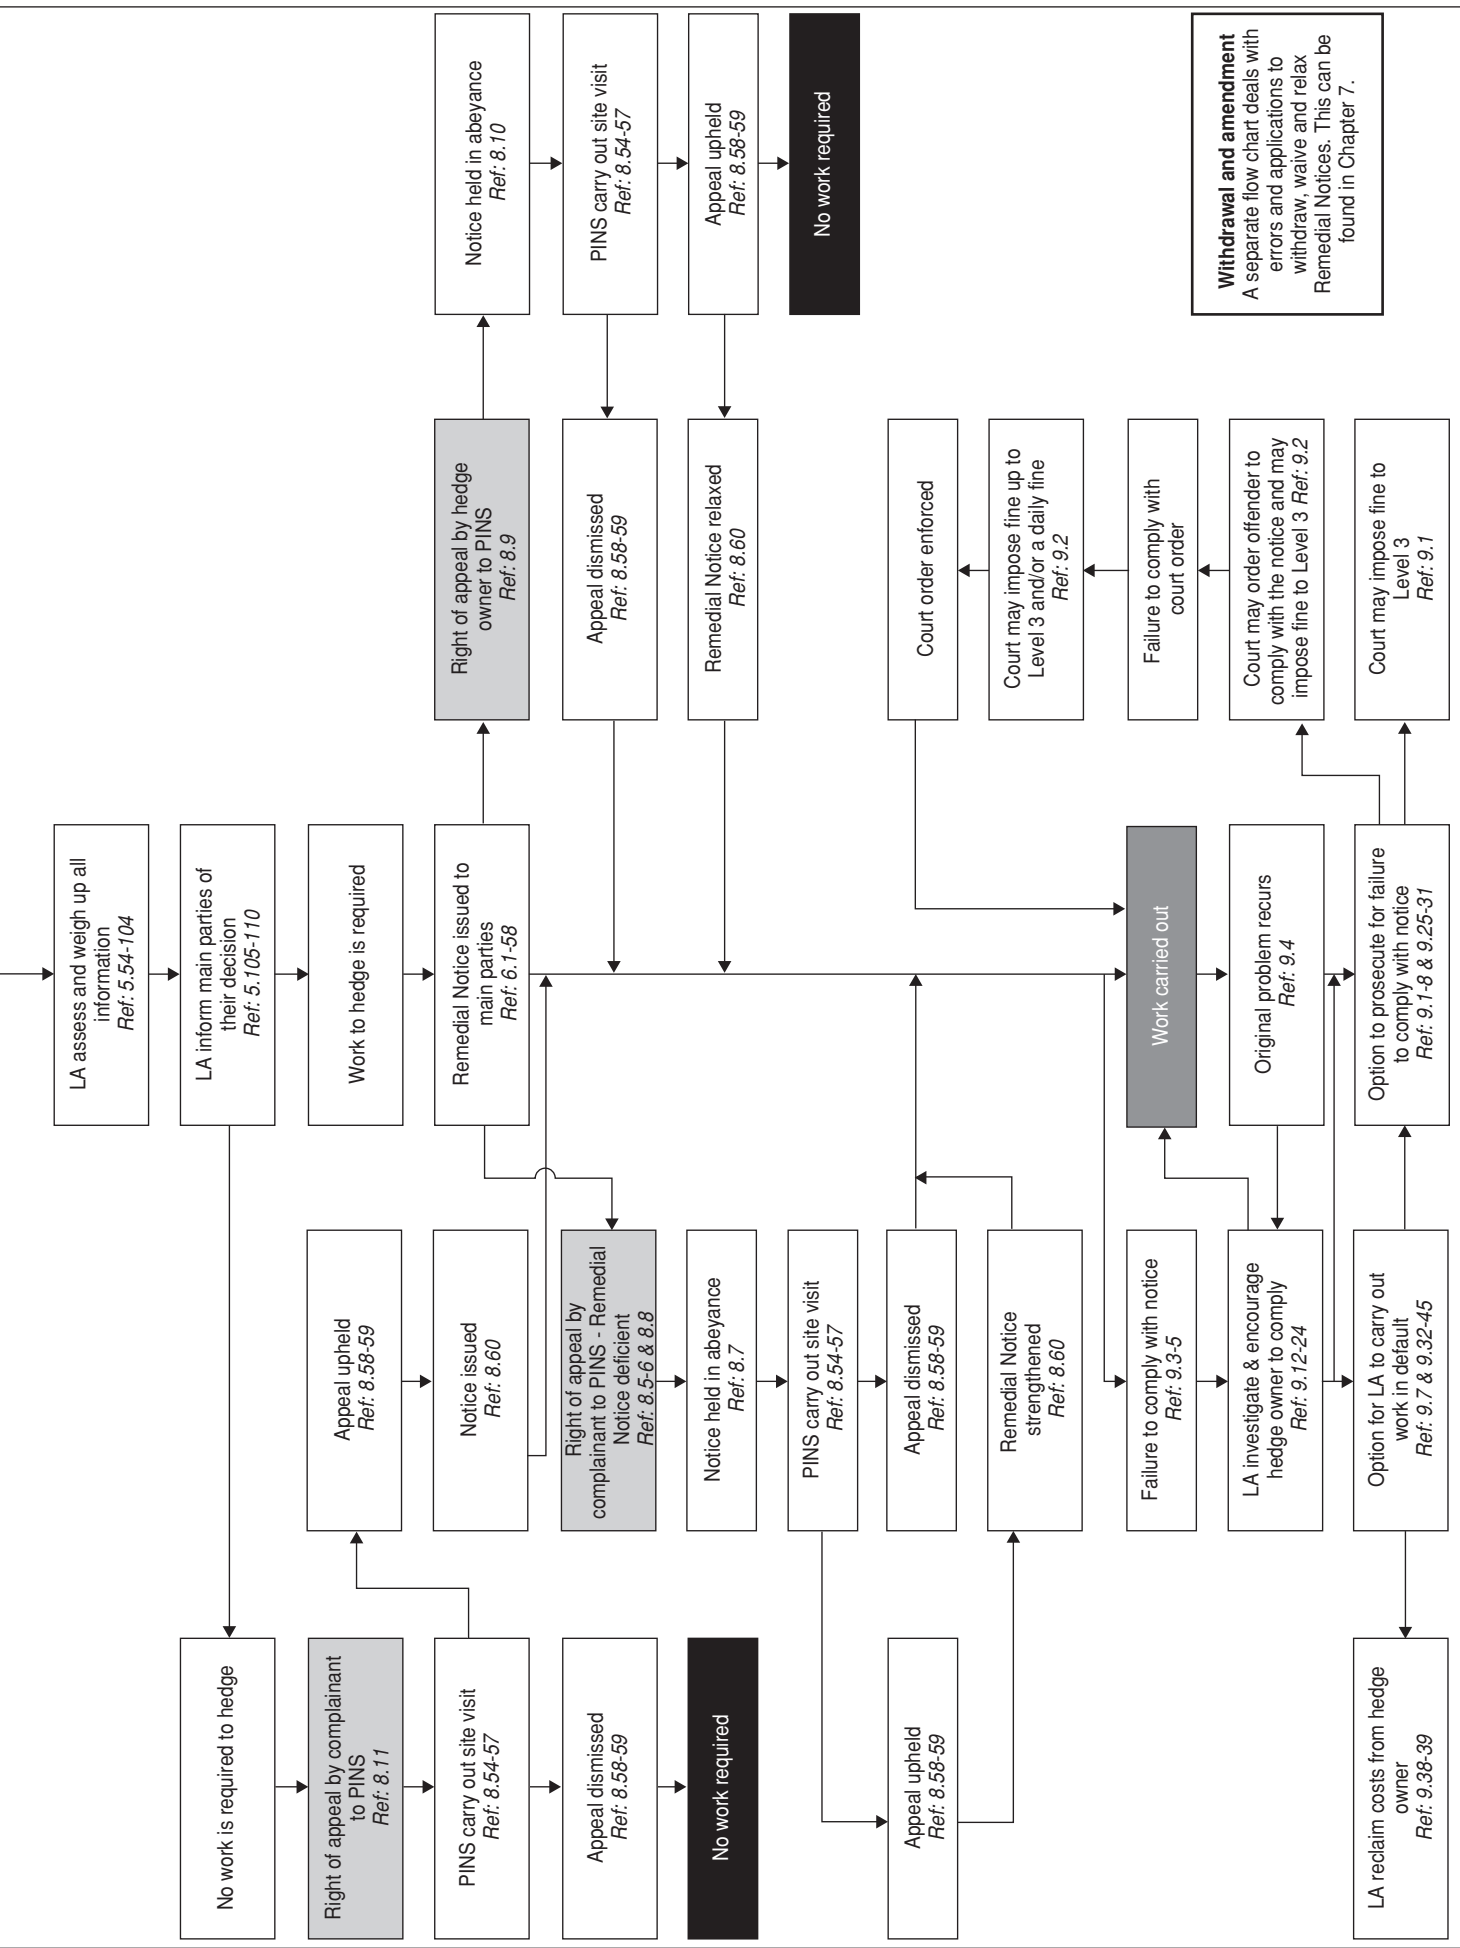 LA assess and weigh up all
information
Ref: 5.54-104
LA inform main parties of
their decision
Ref: 5.105-110
Work to hedge is required
Remedial Notice issued to
main parties
Ref: 6.1-58
Right of appeal by hedge
owner to PINS
Ref: 8.9
Notice held in abeyance
Ref: 8.10
PINS carry out site visit
Ref: 8.54-57
Appeal upheld
Ref: 8.58-59
No work required
Appeal dismissed
Ref: 8.58-59
Remedial Notice relaxed
Ref: 8.60
No work is required to hedge
Right of appeal by complainant
to PINS
Ref: 8.11
PINS carry out site visit
Ref: 8.54-57
Appeal dismissed
Ref: 8.58-59
No work required
Appeal upheld
Ref: 8.58-59
Notice issued
Ref: 8.60
Right of appeal by
complainant to PINS - Remedial
Notice deficient
Ref: 8.5-6 & 8.8
Notice held in abeyance
Ref: 8.7
PINS carry out site visit
Ref: 8.54-57
Appeal dismissed
Ref: 8.58-59
Appeal upheld
Ref: 8.58-59
Remedial Notice
strengthened
Ref: 8.60
Failure to comply with notice
Ref: 9.3-5
LA investigate & encourage
hedge owner to comply
Ref: 9.12-24
Option for LA to carry out
work in default
Ref: 9.7 & 9.32-45
LA reclaim costs from hedge
owner
Ref: 9.38-39
Work carried out
Original problem recurs
Ref: 9.4
Option to prosecute for failure
to comply with notice
Ref: 9.1-8 & 9.25-31
Court order enforced
Court may impose fine up to
Level 3 and/or a daily fine
Ref: 9.2
Failure to comply with
court order
Court may order offender to
comply with the notice and may
impose fine to Level 3 Ref: 9.2
Court may impose fine to
Level 3
Ref: 9.1
Withdrawal and amendment
A separate flow chart deals with
errors and applications to
withdraw, waive and relax
Remedial Notices. This can be
found in Chapter 7.